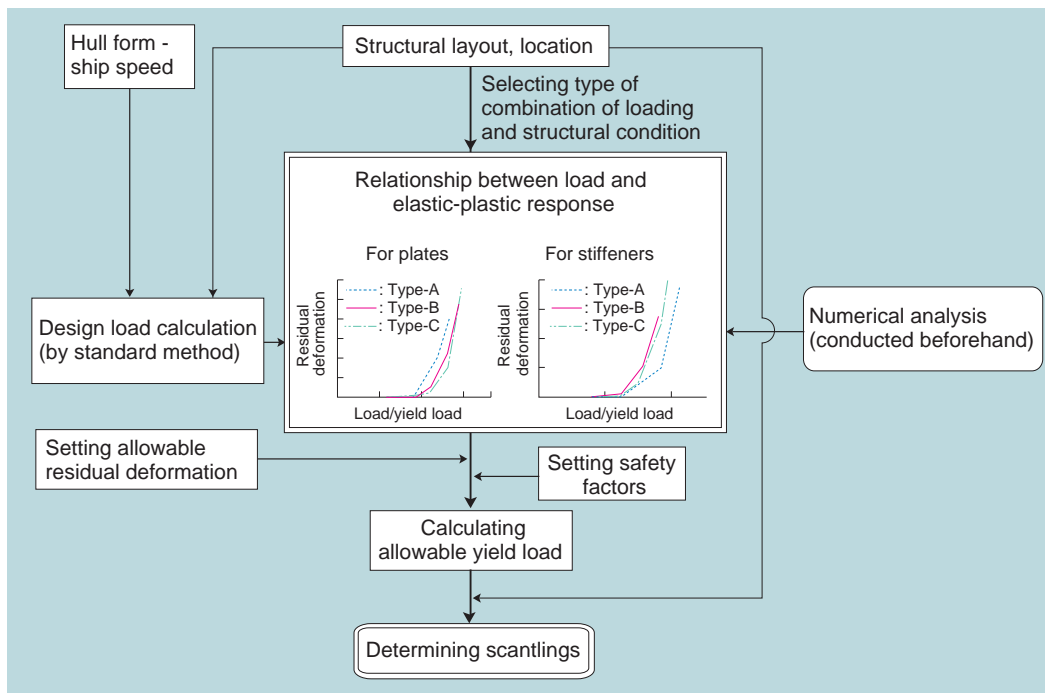 Hull form -
ship speed
Structural layout, location
Selecting type of
combination of loading
and structural condition
Relationship between load and
elastic-plastic response
For plates
: Type-A
: Type-B
: Type-C
Residual
deformation
Load/yield load
For stiffeners
: Type-A
: Type-B
: Type-C
Residual
deformation
Load/yield load
Design load calculation
(by standard method)
Numerical analysis
(conducted beforehand)
Setting allowable
residual deformation
Setting safety
factors
Calculating
allowable yield load
Determining scantlings